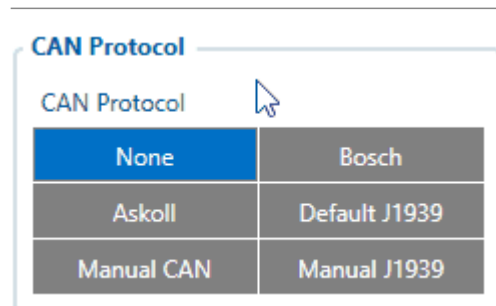 CAN Protocol
CAN Protocol
None Bosch
Askoll Default J1939
Manual CAN Manual J1939